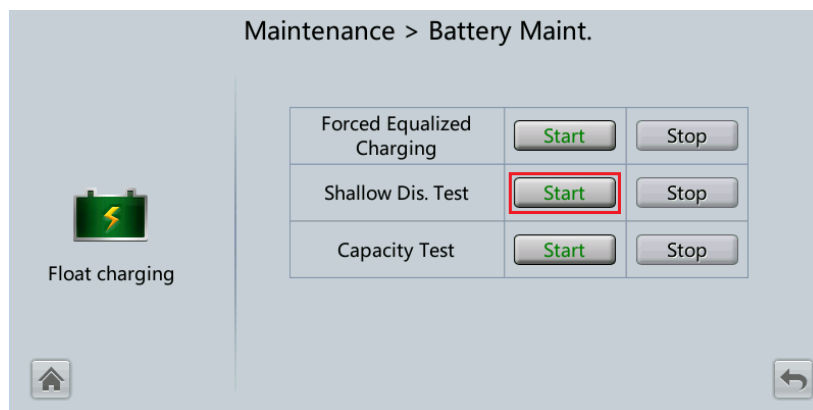 Maintenance > Battery Maint.
Forced Equalized
Charging
Start
Stop
Shallow Dis. Test
Start
Stop
Capacity Test
Start
Stop
Float charging